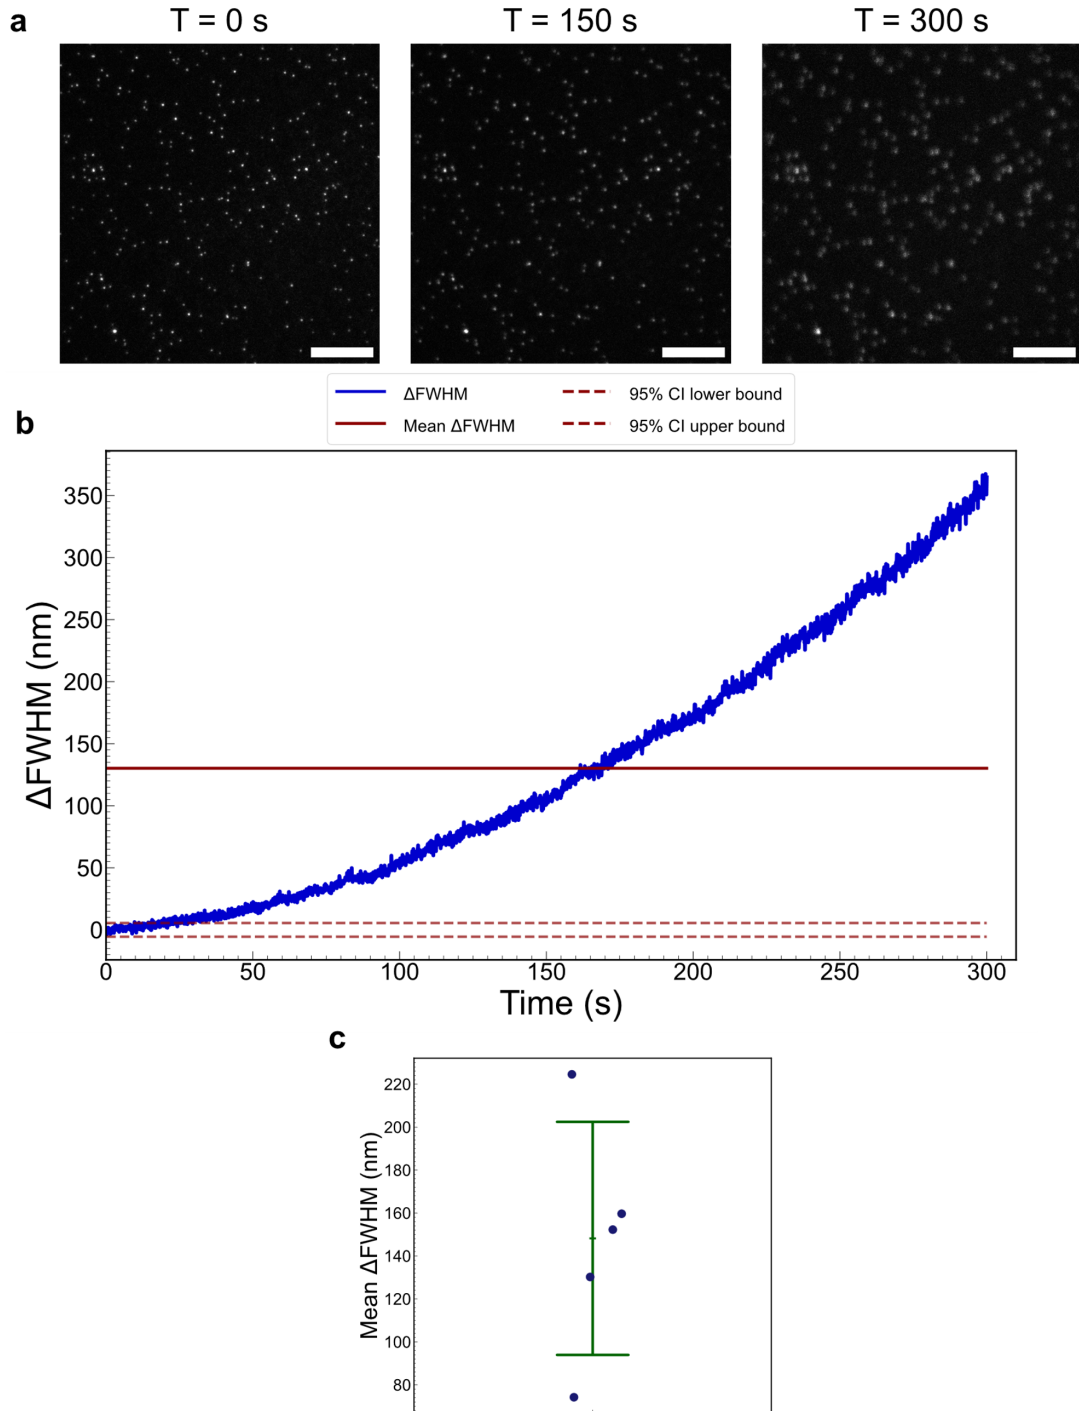 a
T = 0 s
T = 150 s
T = 300 s
ΔFWHM
95% CI lower bound
Mean ΔFWHM
95% CI upper bound
b
350
300
250
200
150
100
50
0
ΔFWHM (nm)
0 50 100 150 200 250 300
Time (s)
c
220
200
180
160
140
120
100
80
Mean ΔFWHM (nm)